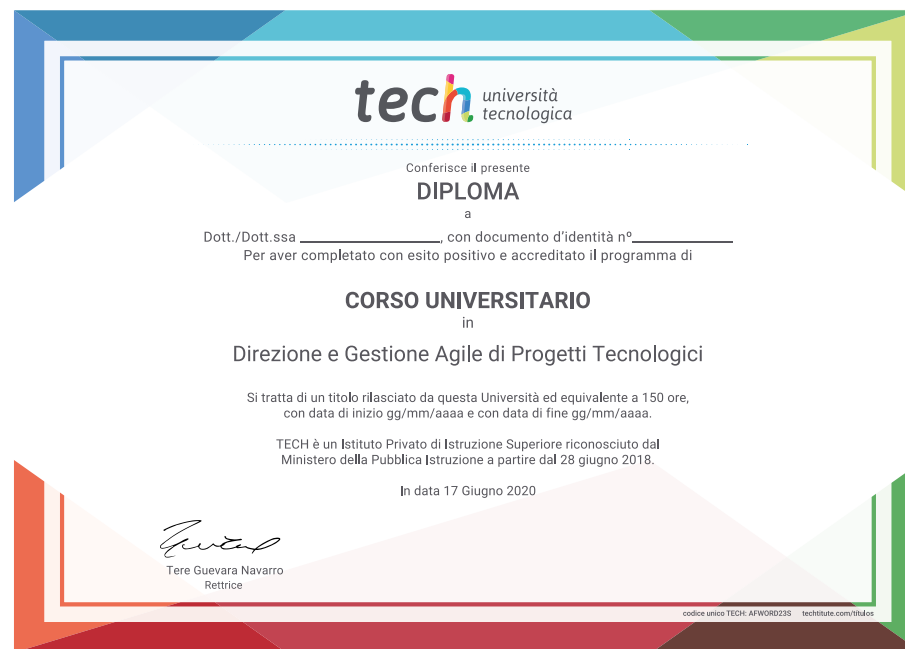 tech università
tecnologica
Conferisce il presente
DIPLOMA
a
Dott./Dott.ssa ____________________, con documento d'identità nº______________
Per aver completato con esito positivo e accreditato il programma di
CORSO UNIVERSITARIO
in
Direzione e Gestione Agile di Progetti Tecnologici
Si tratta di un titolo rilasciato da questa Università ed equivalente a 150 ore,
con data di inizio gg/mm/aaaa e con data di fine gg/mm/aaaa.
TECH è un Istituto Privato di Istruzione Superiore riconosciuto dal
Ministero della Pubblica Istruzione a partire dal 28 giugno 2018.
In data 17 Giugno 2020
Tere Guevara Navarro
Rettrice
codice unico TECH: AFWORD23S techtitute.com/titulos